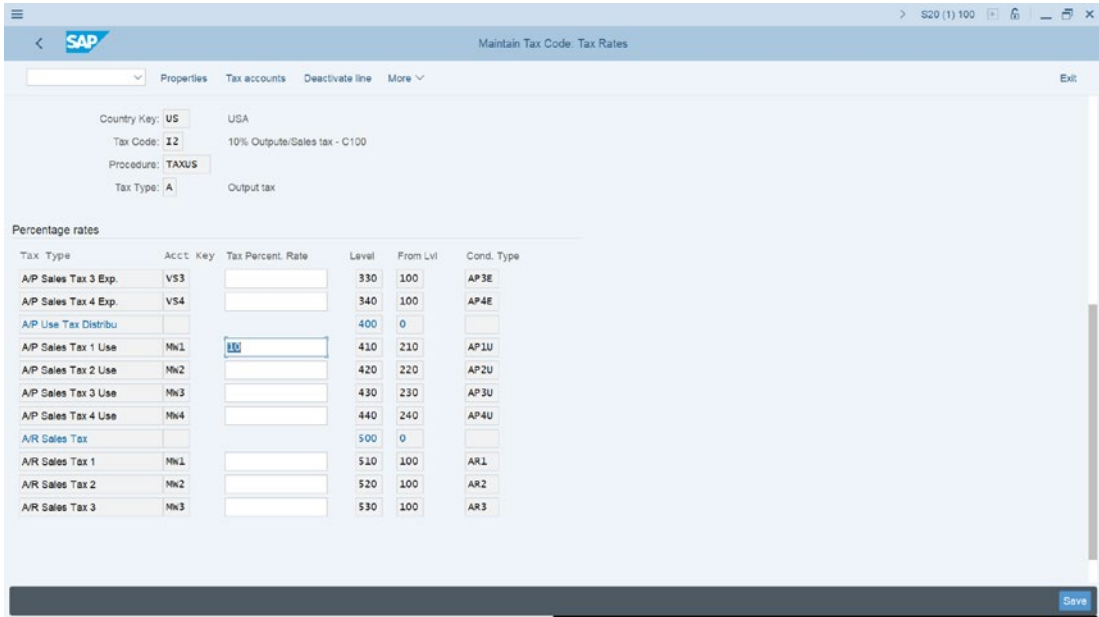 S20 (1) 100
SAP Maintain Tax Code: Tax Rates
Properties Tax accounts Deactivate line More Exit
Country Key: US USA
Tax Code: I2 10% Outpute/Sales tax - C100
Procedure: TAXUS
Tax Type: A Output tax
Percentage rates
Tax Type Acct Key Tax Percent. Rate Level From Lvl Cond. Type
A/P Sales Tax 3 Exp. VS3 330 100 AP3E
A/P Sales Tax 4 Exp. VS4 340 100 AP4E
A/P Use Tax Distribu 400 0
A/P Sales Tax 1 Use MW1 10 410 210 AP1U
A/P Sales Tax 2 Use MW2 420 220 AP2U
A/P Sales Tax 3 Use MW3 430 230 AP3U
A/P Sales Tax 4 Use MW4 440 240 AP4U
A/R Sales Tax 500 0
A/R Sales Tax 1 MW1 510 100 AR1
A/R Sales Tax 2 MW2 520 100 AR2
A/R Sales Tax 3 MW3 530 100 AR3
Save